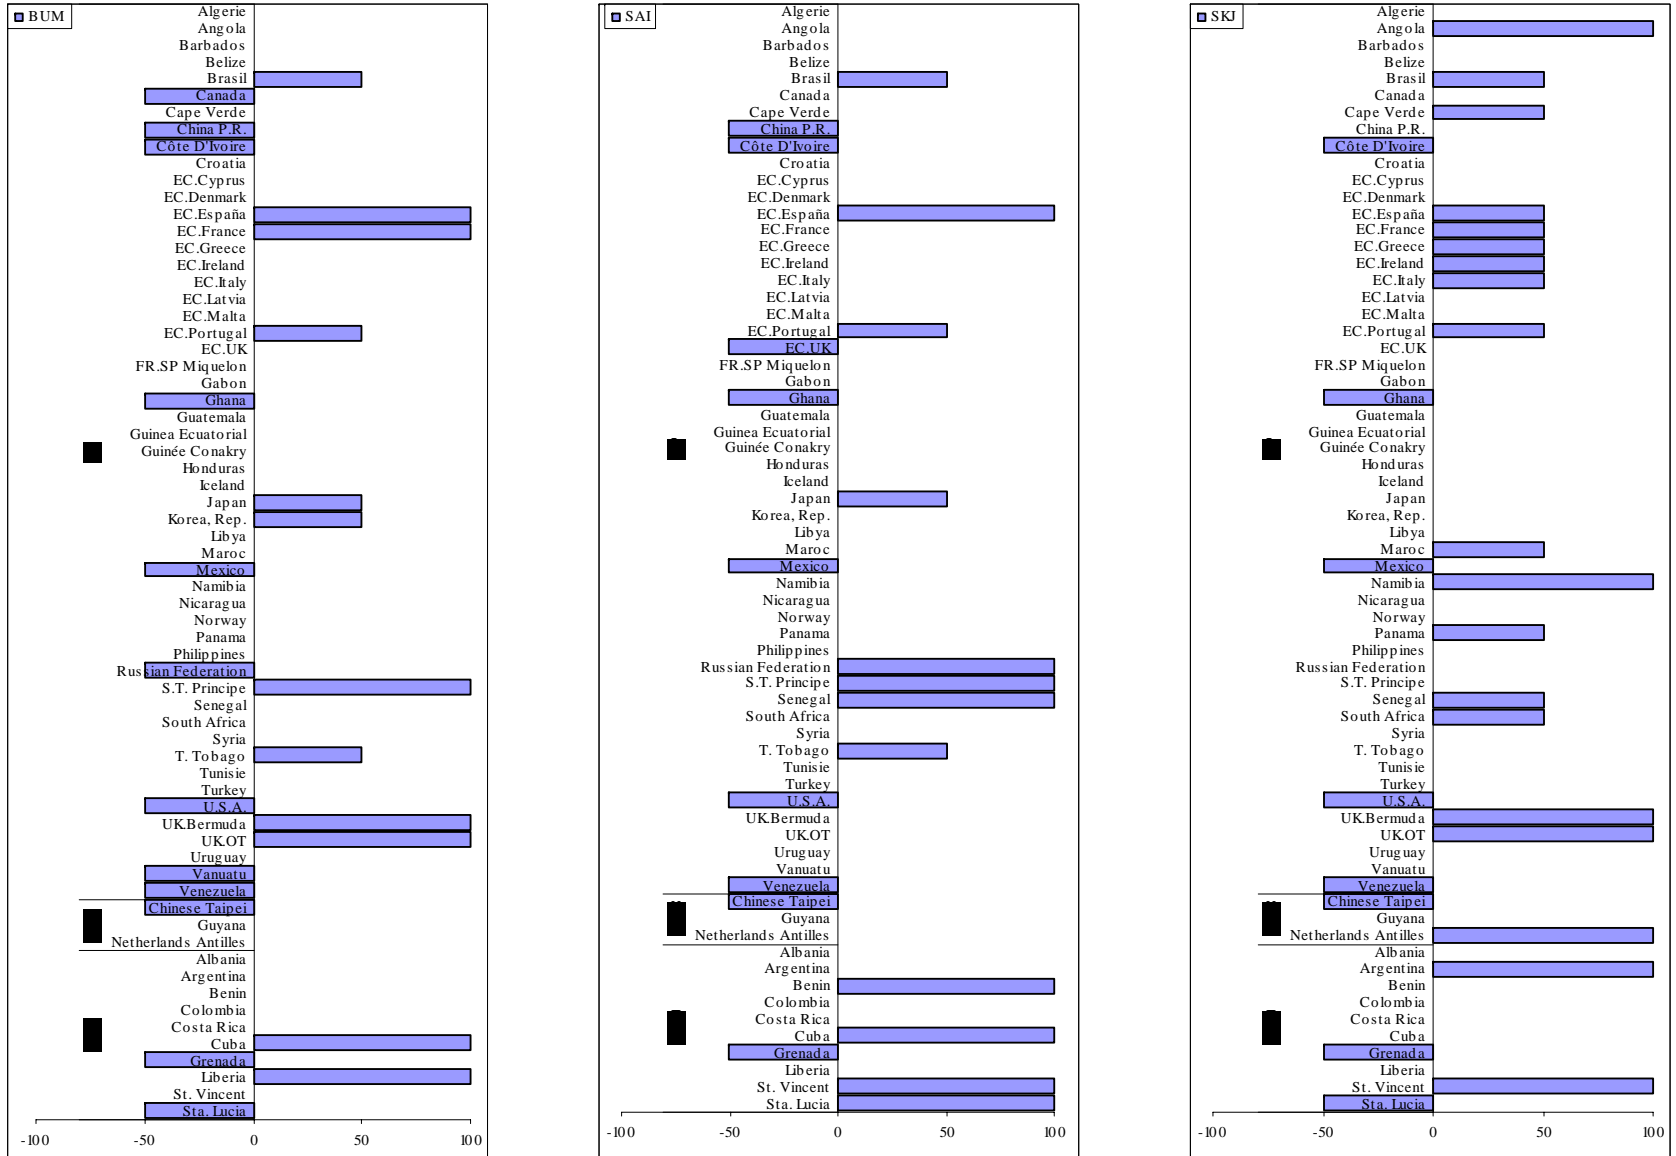 BUM
Algerie
Angola
Barbados
Belize
Brasil
Canada
Cape Verde
China P.R.
Côte D'Ivoire
Croatia
EC.Cyprus
EC.Denmark
EC.España
EC.France
EC.Greece
EC.Ireland
EC.Italy
EC.Latvia
EC.Malta
EC.Portugal
EC.UK
FR.SP Miquelon
Gabon
Ghana
Guatemala
Guinea Ecuatorial
Guinée Conakry
Honduras
Iceland
Japan
Korea, Rep.
Libya
Maroc
Mexico
Namibia
Nicaragua
Norway
Panama
Philippines
Russian Federation
S.T. Principe
Senegal
South Africa
Syria
T. Tobago
Tunisie
Turkey
U.S.A.
UK.Bermuda
UK.OT
Uruguay
Vanuatu
Venezuela
Chinese Taipei
Guyana
Netherlands Antilles
Albania
Argentina
Benin
Colombia
Costa Rica
Cuba
Grenada
Liberia
St. Vincent
Sta. Lucia
-100 -50 0 50 100
SAI
Algerie
Angola
Barbados
Belize
Brasil
Canada
Cape Verde
China P.R.
Côte D'Ivoire
Croatia
EC.Cyprus
EC.Denmark
EC.España
EC.France
EC.Greece
EC.Ireland
EC.Italy
EC.Latvia
EC.Malta
EC.Portugal
EC.UK
FR.SP Miquelon
Gabon
Ghana
Guatemala
Guinea Ecuatorial
Guinée Conakry
Honduras
Iceland
Japan
Korea, Rep.
Libya
Maroc
Mexico
Namibia
Nicaragua
Norway
Panama
Philippines
Russian Federation
S.T. Principe
Senegal
South Africa
Syria
T. Tobago
Tunisie
Turkey
U.S.A.
UK.Bermuda
UK.OT
Uruguay
Vanuatu
Venezuela
Chinese Taipei
Guyana
Netherlands Antilles
Albania
Argentina
Benin
Colombia
Costa Rica
Cuba
Grenada
Liberia
St. Vincent
Sta. Lucia
-100 -50 0 50 100
SKJ
Algerie
Angola
Barbados
Belize
Brasil
Canada
Cape Verde
China P.R.
Côte D'Ivoire
Croatia
EC.Cyprus
EC.Denmark
EC.España
EC.France
EC.Greece
EC.Ireland
EC.Italy
EC.Latvia
EC.Malta
EC.Portugal
EC.UK
FR.SP Miquelon
Gabon
Ghana
Guatemala
Guinea Ecuatorial
Guinée Conakry
Honduras
Iceland
Japan
Korea, Rep.
Libya
Maroc
Mexico
Namibia
Nicaragua
Norway
Panama
Philippines
Russian Federation
S.T. Principe
Senegal
South Africa
Syria
T. Tobago
Tunisie
Turkey
U.S.A.
UK.Bermuda
UK.OT
Uruguay
Vanuatu
Venezuela
Chinese Taipei
Guyana
Netherlands Antilles
Albania
Argentina
Benin
Colombia
Costa Rica
Cuba
Grenada
Liberia
St. Vincent
Sta. Lucia
-100 -50 0 50 100